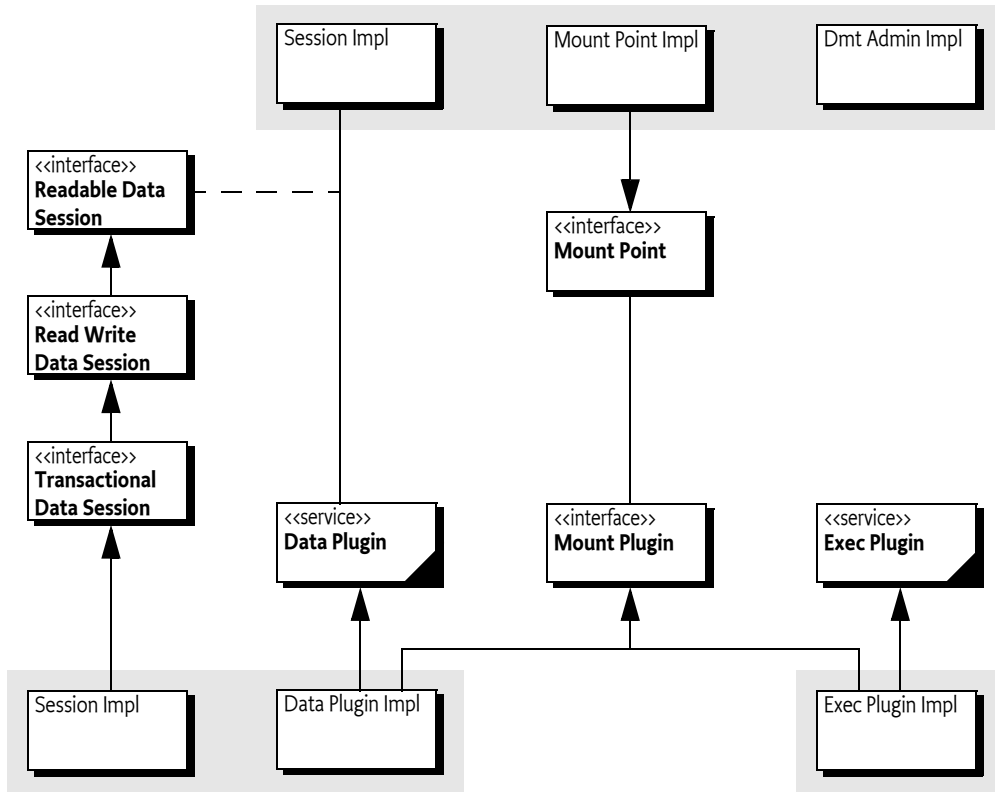 Session Impl
Mount Point Impl
Dmt Admin Impl
<<interface>>
Readable Data
Session
<<interface>>
Mount Point
<<interface>>
Read Write
Data Session
<<interface>>
Transactional
Data Session
<<service>>
Data Plugin
<<interface>>
Mount Plugin
<<service>>
Exec Plugin
Session Impl
Data Plugin Impl
Exec Plugin Impl